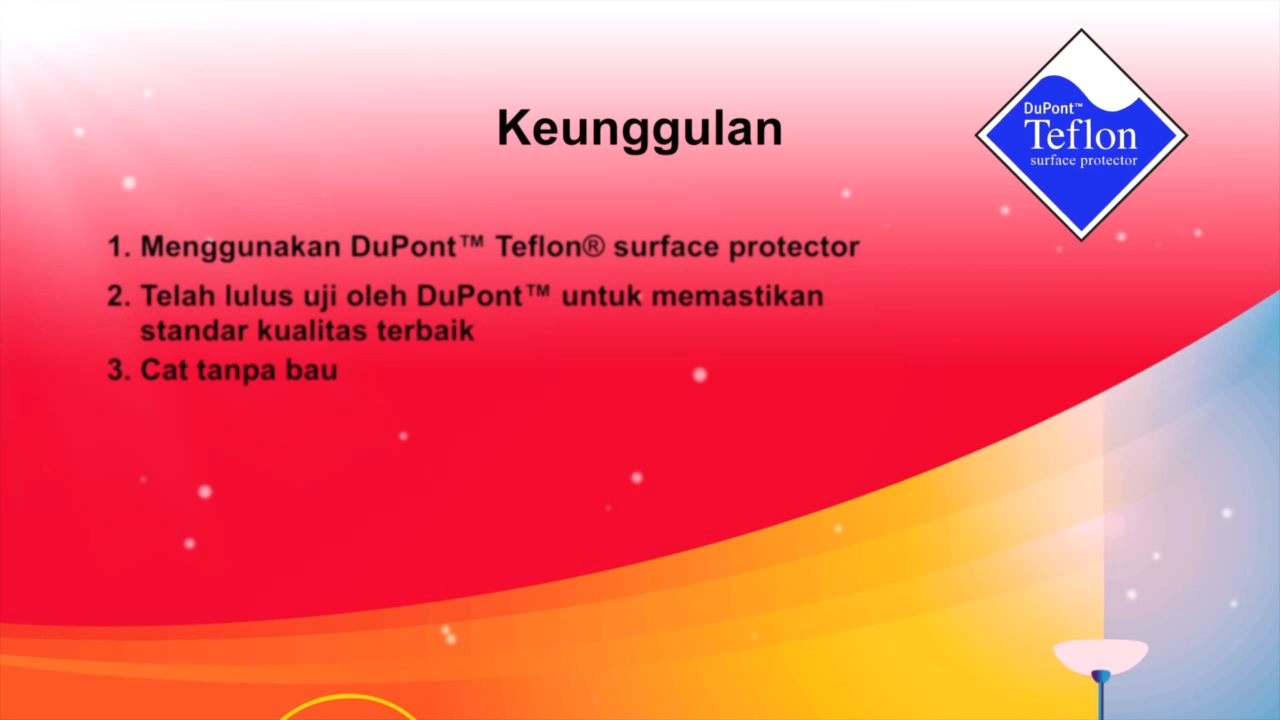 Keunggulan
DuPont™
Teflon
surface protector
1. Menggunakan DuPont™ Teflon® surface protector
2. Telah lulus uji oleh DuPont™ untuk memastikan
standar kualitas terbaik
3. Cat tanpa bau